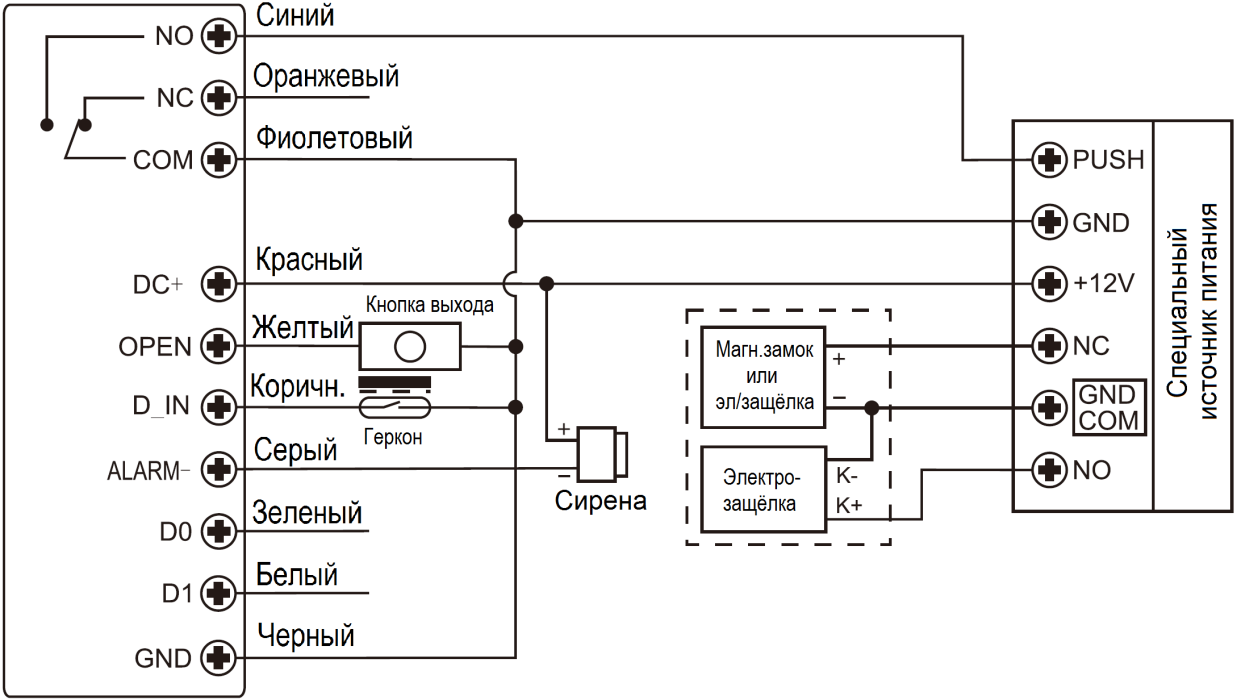 NO
Синий
NC
Оранжевый
COM
Фиолетовый
DC+
Красный
OPEN
Желтый
Кнопка выхода
D_IN
Коричн.
Геркон
ALARM-
Серый
+
-
Сирена
D0
Зеленый
D1
Белый
GND
Черный
Магн.замок
или
эл/защёлка
+
-
Электро-
защёлка
K-
K+
PUSH
GND
+12V
NC
GND
COM
NO
Специальный
источник питания